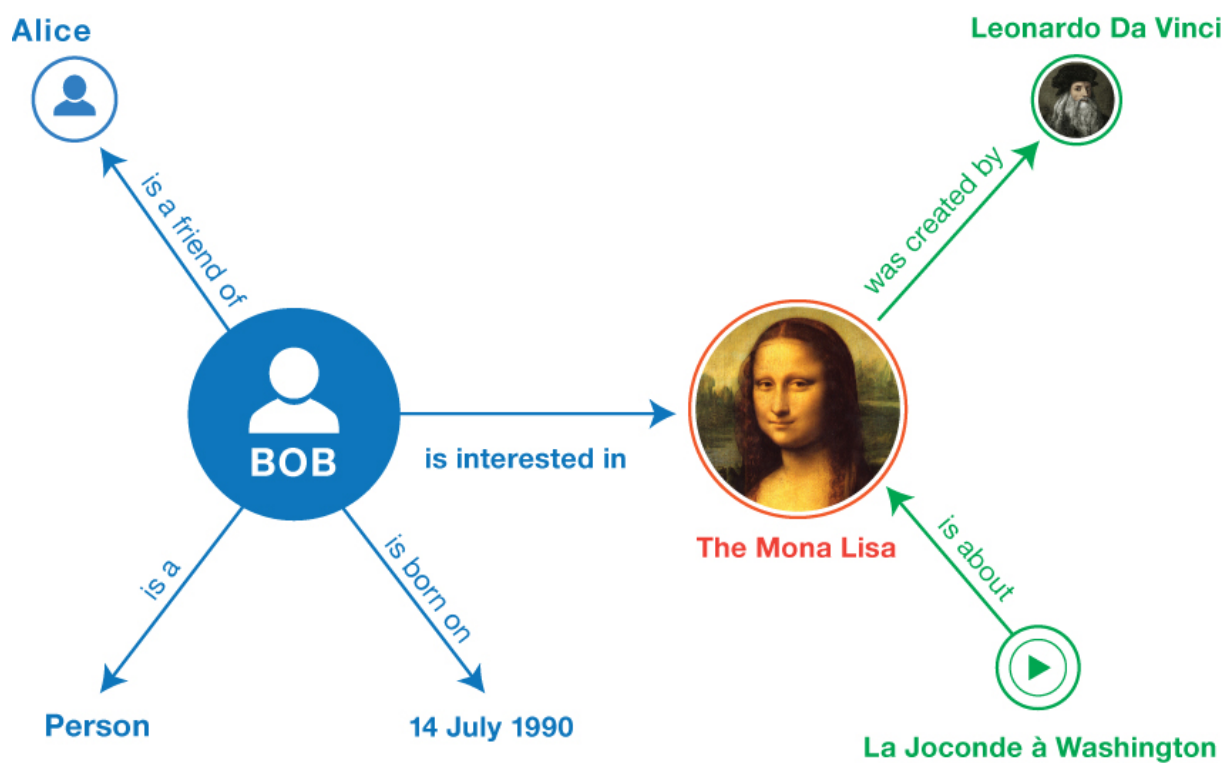 Alice
Leonardo Da Vinci
is a friend of
was created by
BOB
is interested in
The Mona Lisa
is a
is born on
is about
Person
14 July 1990
La Joconde à Washington